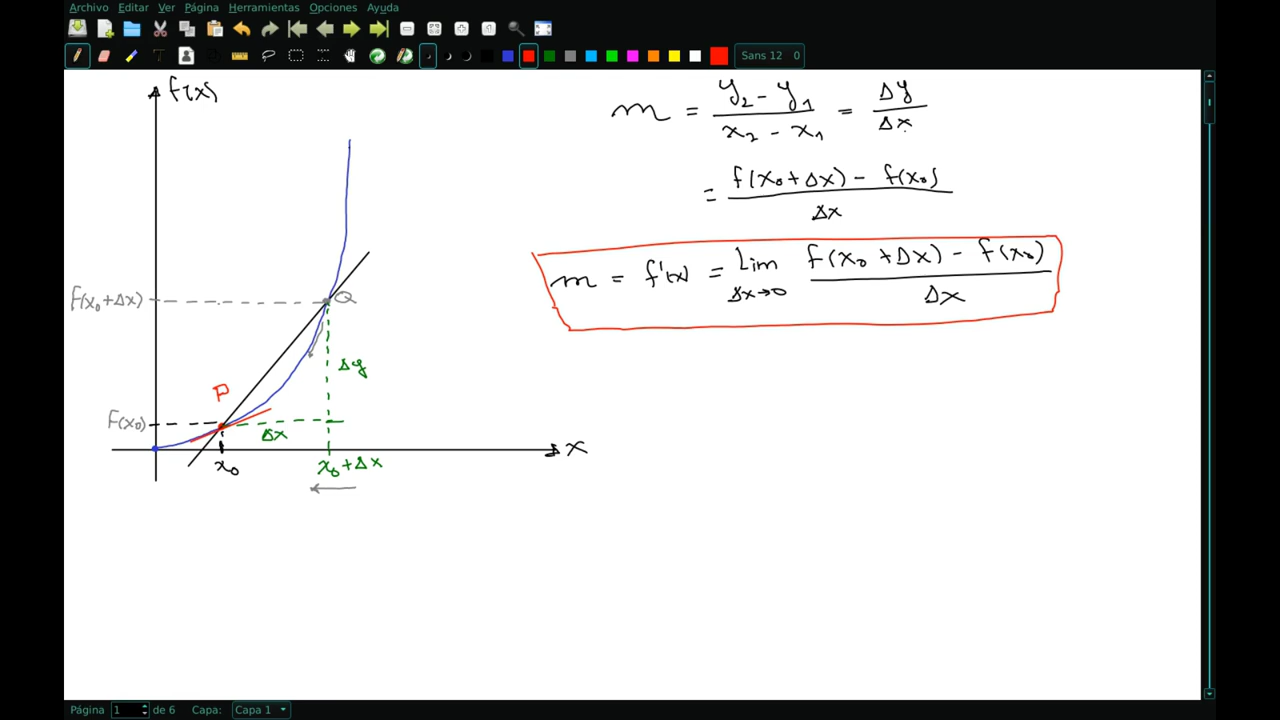 Archivo Editar Ver Página Herramientas Opciones Ayuda
Sans 12 0
f(x)
m = y₂ - y₁ / x₂ - x₁ = Δy / Δx
= f(x₀ + Δx) - f(x₀) / Δx
m = f'(x) = Lim Δx→0 f(x₀ + Δx) - f(x₀) / Δx
f(x₀ + Δx)
Q
Δy
P
f(x₀)
Δx
x
x₀
x₀ + Δx
Página 1 de 6 Capa: Capa 1